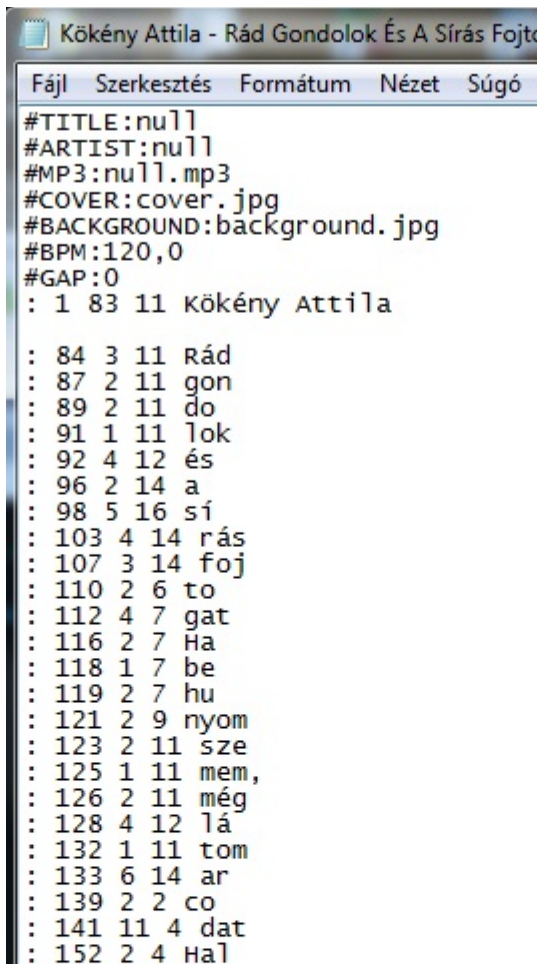 Kökény Attila - Rád Gondolok És A Sírás Fojto
Fájl Szerkesztés Formátum Nézet Súgó
#TITLE:null
#ARTIST:null
#MP3:null.mp3
#COVER:cover.jpg
#BACKGROUND:background.jpg
#BPM:120,0
#GAP:0
: 1 83 11 Kökény Attila
: 84 3 11 Rád
: 87 2 11 gon
: 89 2 11 do
: 91 1 11 lok
: 92 4 12 és
: 96 2 14 a
: 98 5 16 sí
: 103 4 14 rás
: 107 3 14 foj
: 110 2 6 to
: 112 4 7 gat
: 116 2 7 Ha
: 118 1 7 be
: 119 2 7 hu
: 121 2 9 nyom
: 123 2 11 sze
: 125 1 11 mem,
: 126 2 11 még
: 128 4 12 lá
: 132 1 11 tom
: 133 6 14 ar
: 139 2 2 co
: 141 11 4 dat
: 152 2 4 Hal